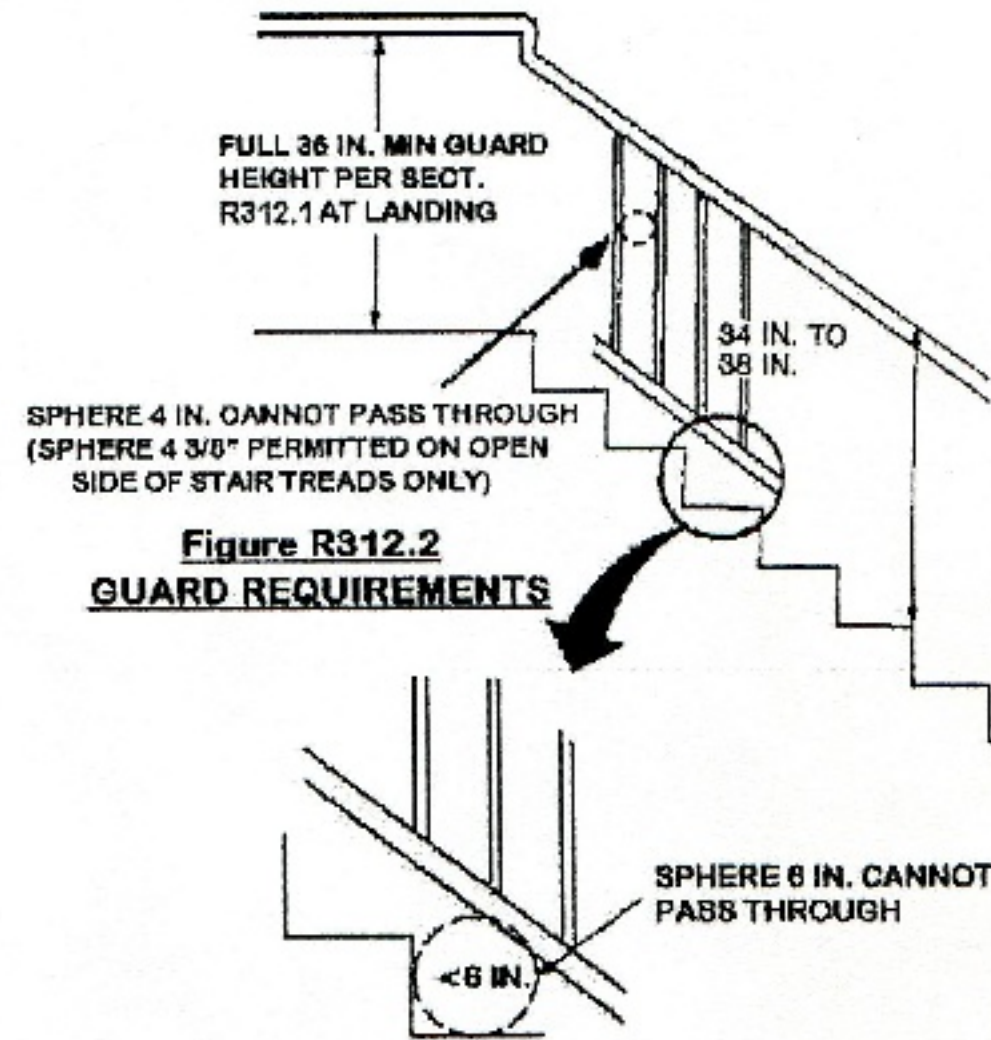 FULL 36 IN. MIN GUARD
HEIGHT PER SECT.
R312.1 AT LANDING
34 IN. TO
38 IN.
SPHERE 4 IN. CANNOT PASS THROUGH
(SPHERE 4 3/8" PERMITTED ON OPEN
SIDE OF STAIR TREADS ONLY)
Figure R312.2
GUARD REQUIREMENTS
SPHERE 6 IN. CANNOT
PASS THROUGH
<6 IN.